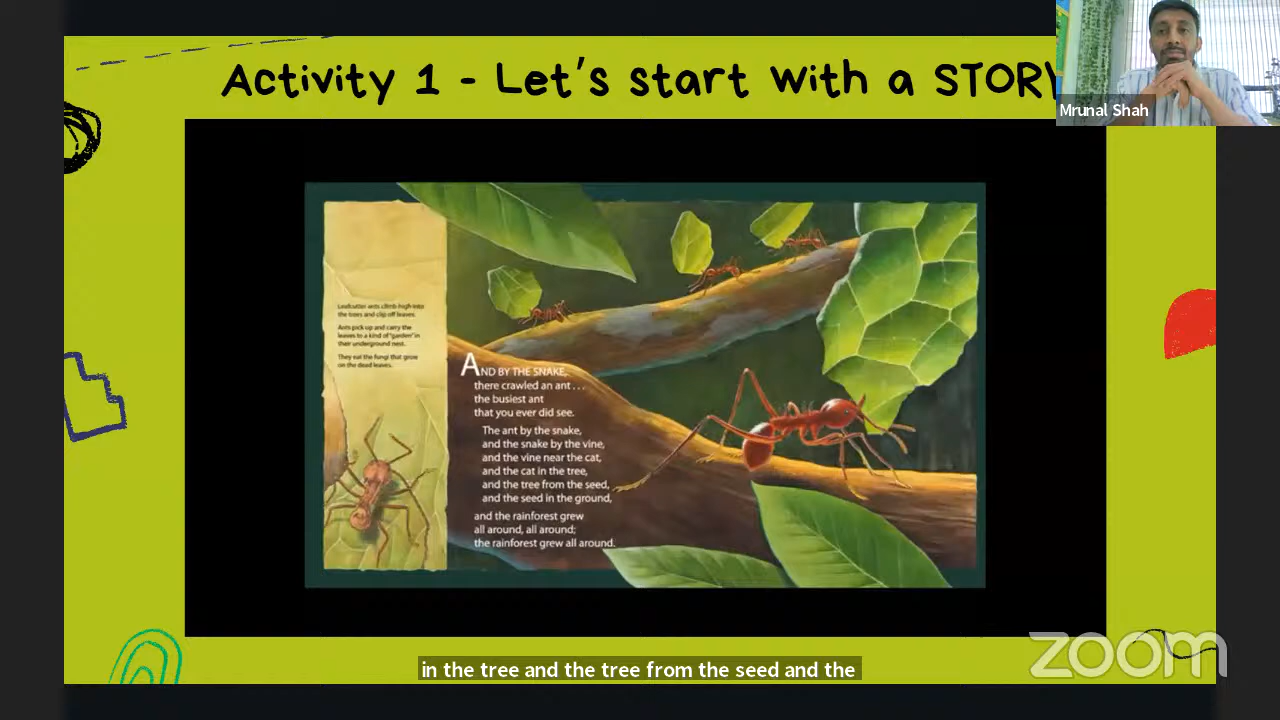 Activity 1 - Let's start with a STORY
Mrunal Shah
Leafcutter ants climb high into
the trees and clip off leaves.
Ants pick up and carry the
leaves to a kind of "garden" in
their underground nest.
They eat the fungi that grow
on the dead leaves.
AND BY THE SNAKE,
there crawled an ant . . .
the busiest ant
that you ever did see.
The ant by the snake,
and the snake by the vine,
and the vine near the cat,
and the cat in the tree,
and the tree from the seed,
and the seed in the ground,
and the rainforest grew
all around, all around;
the rainforest grew all around.
in the tree and the tree from the seed and the
zoom